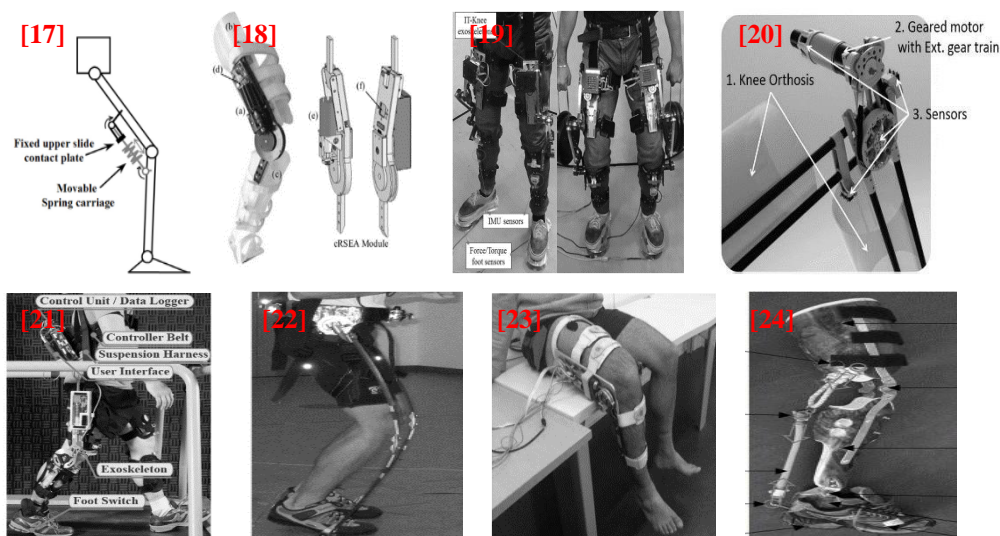 [17]
Fixed upper slide
contact plate
Movable
Spring carriage
[18]
(b)
(d)
(a)
(c)
(e)
(f)
cRSEA Module
[19]
IT-Knee
exoskeleton
IMU sensors
Force/Torque
foot sensors
[20]
2. Geared motor
with Ext. gear train
1. Knee Orthosis
3. Sensors
[21]
Control Unit / Data Logger
Controller Belt
Suspension Harness
User Interface
Exoskeleton
Foot Switch
[22]
[23]
[24]